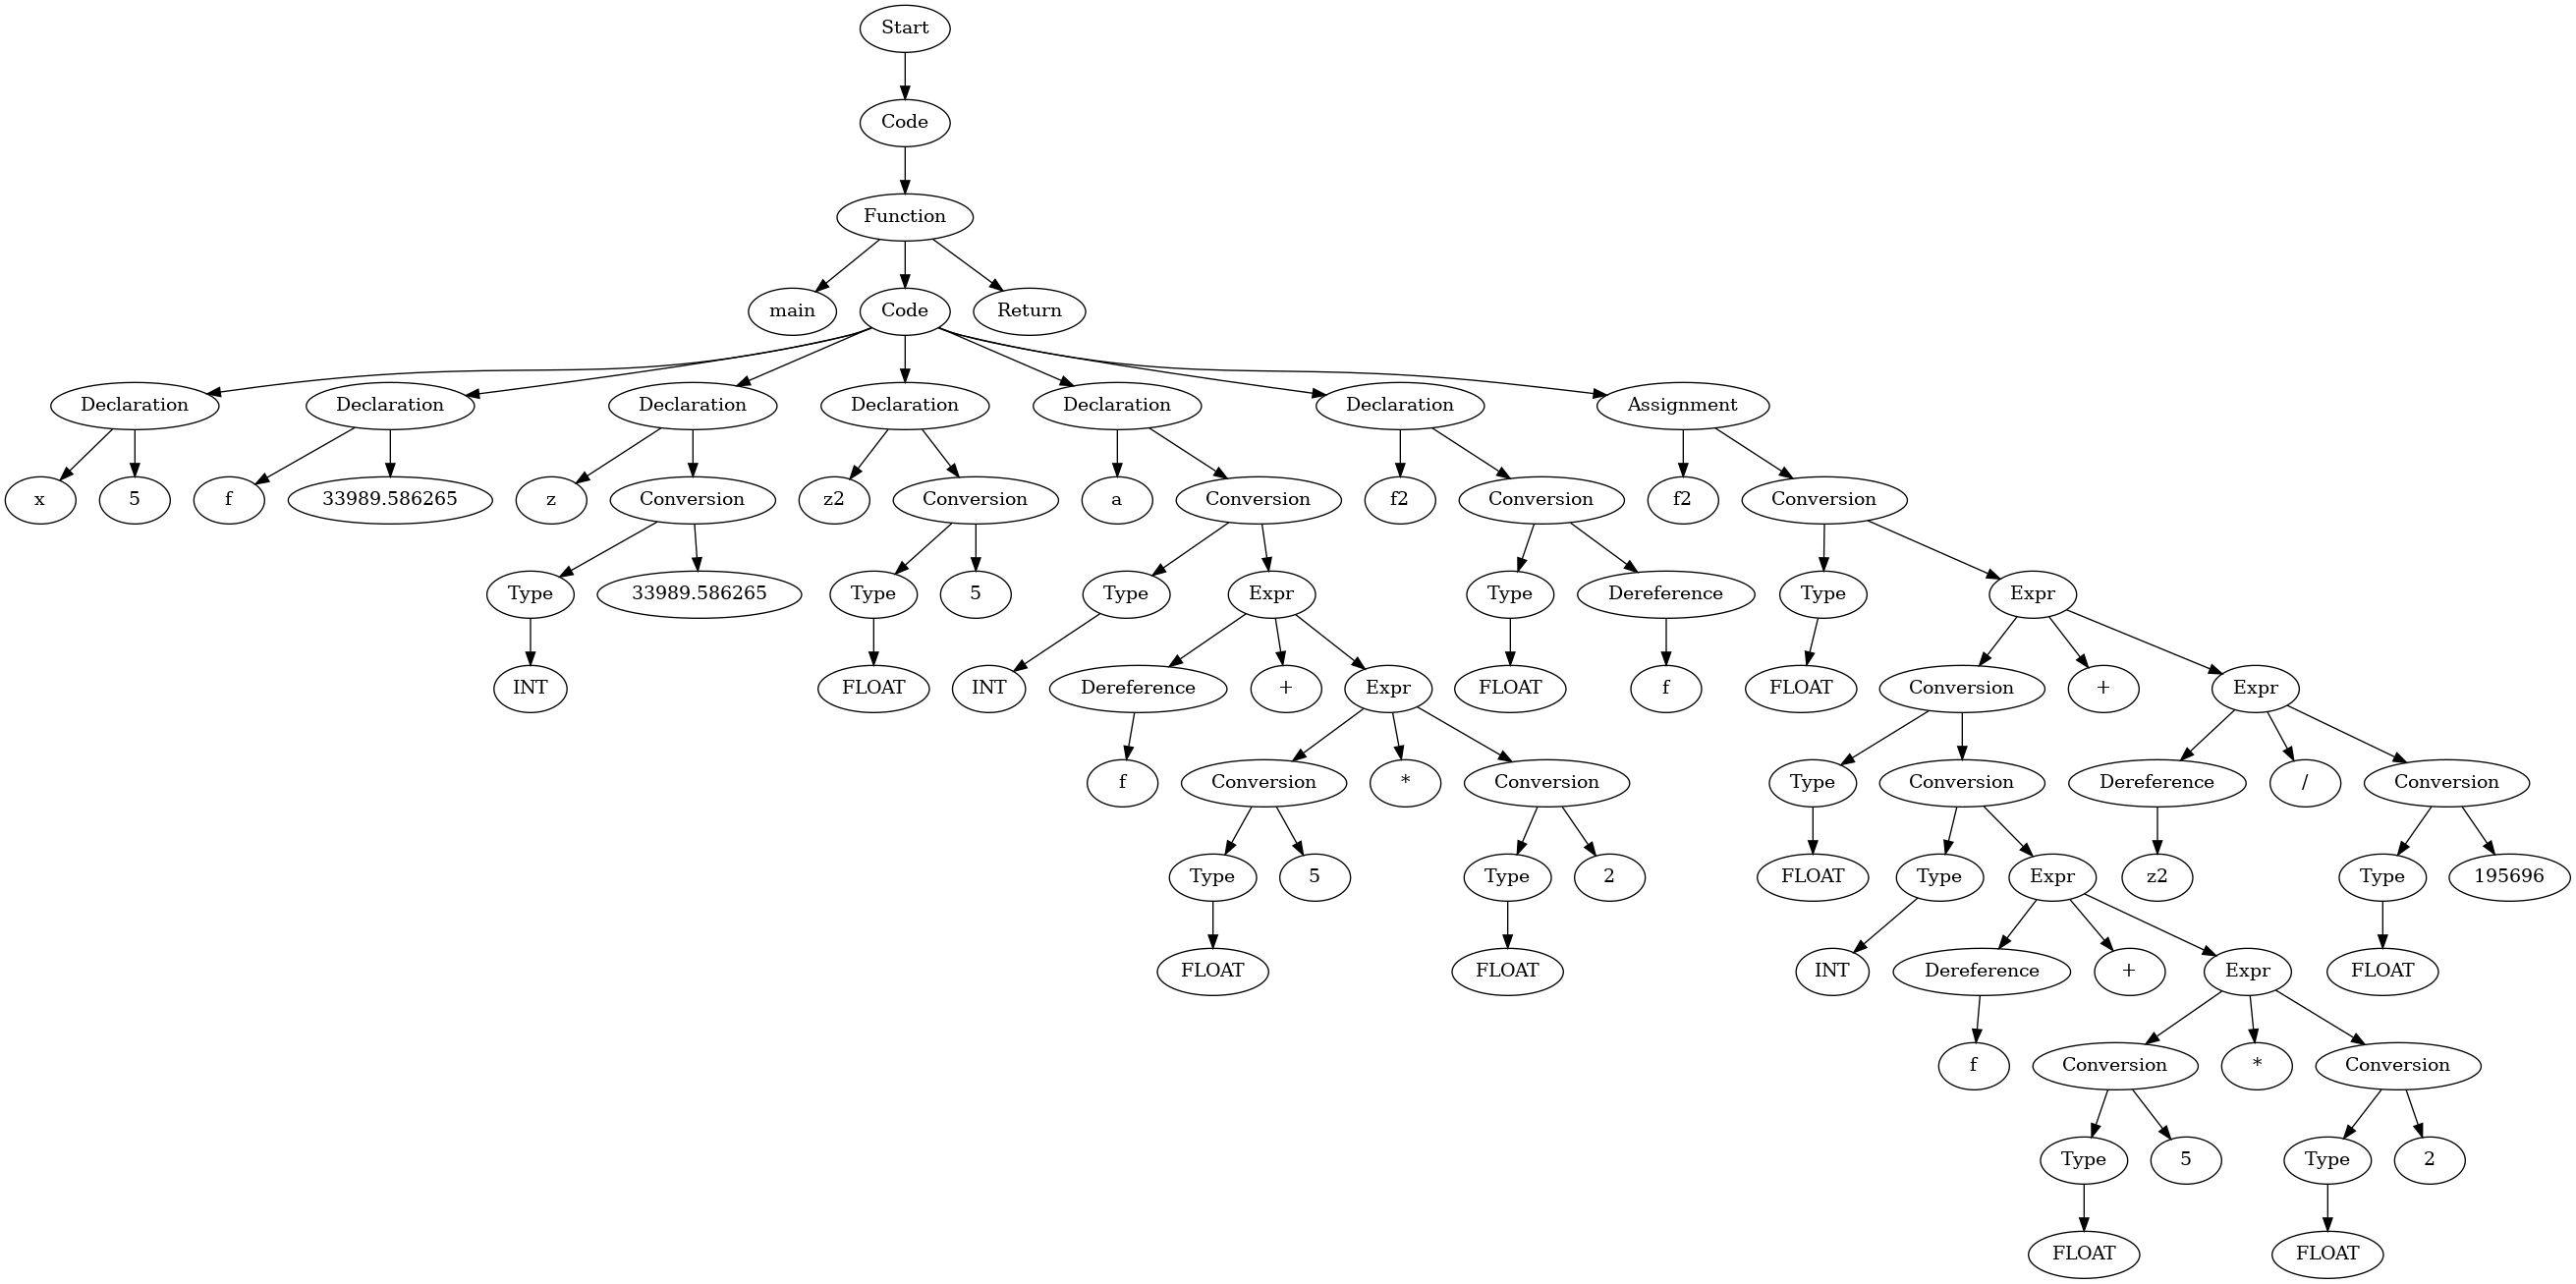 Start
Code
Function
main Code Return
Declaration Declaration Declaration Declaration Declaration Declaration Assignment
x 5 f 33989.586265 z Conversion z2 Conversion a Conversion f2 Conversion f2 Conversion
Type 33989.586265 Type 5 Type Expr Type Dereference Type Expr
INT FLOAT INT Dereference + Expr FLOAT f FLOAT Conversion + Expr
f Conversion * Conversion Type Conversion Dereference / Conversion
Type 5 Type 2 FLOAT Type Expr z2 Type 195696
FLOAT FLOAT INT Dereference + Expr FLOAT
f Conversion * Conversion
Type 5 Type 2
FLOAT FLOAT